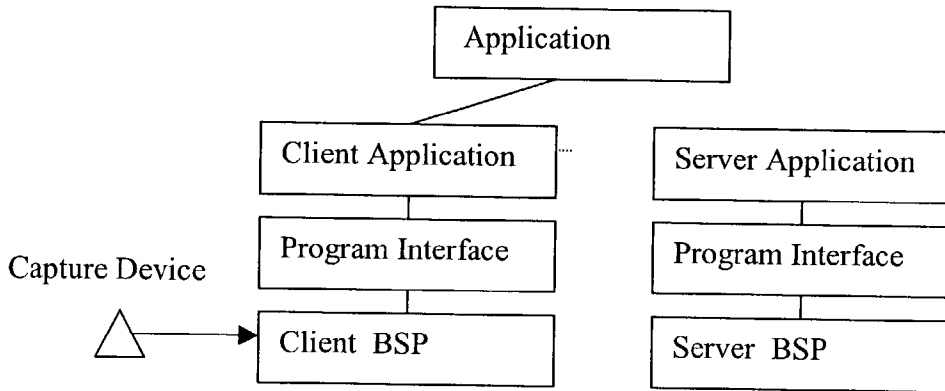 Application
Client Application
Server Application
Program Interface
Program Interface
Capture Device
Client BSP
Server BSP